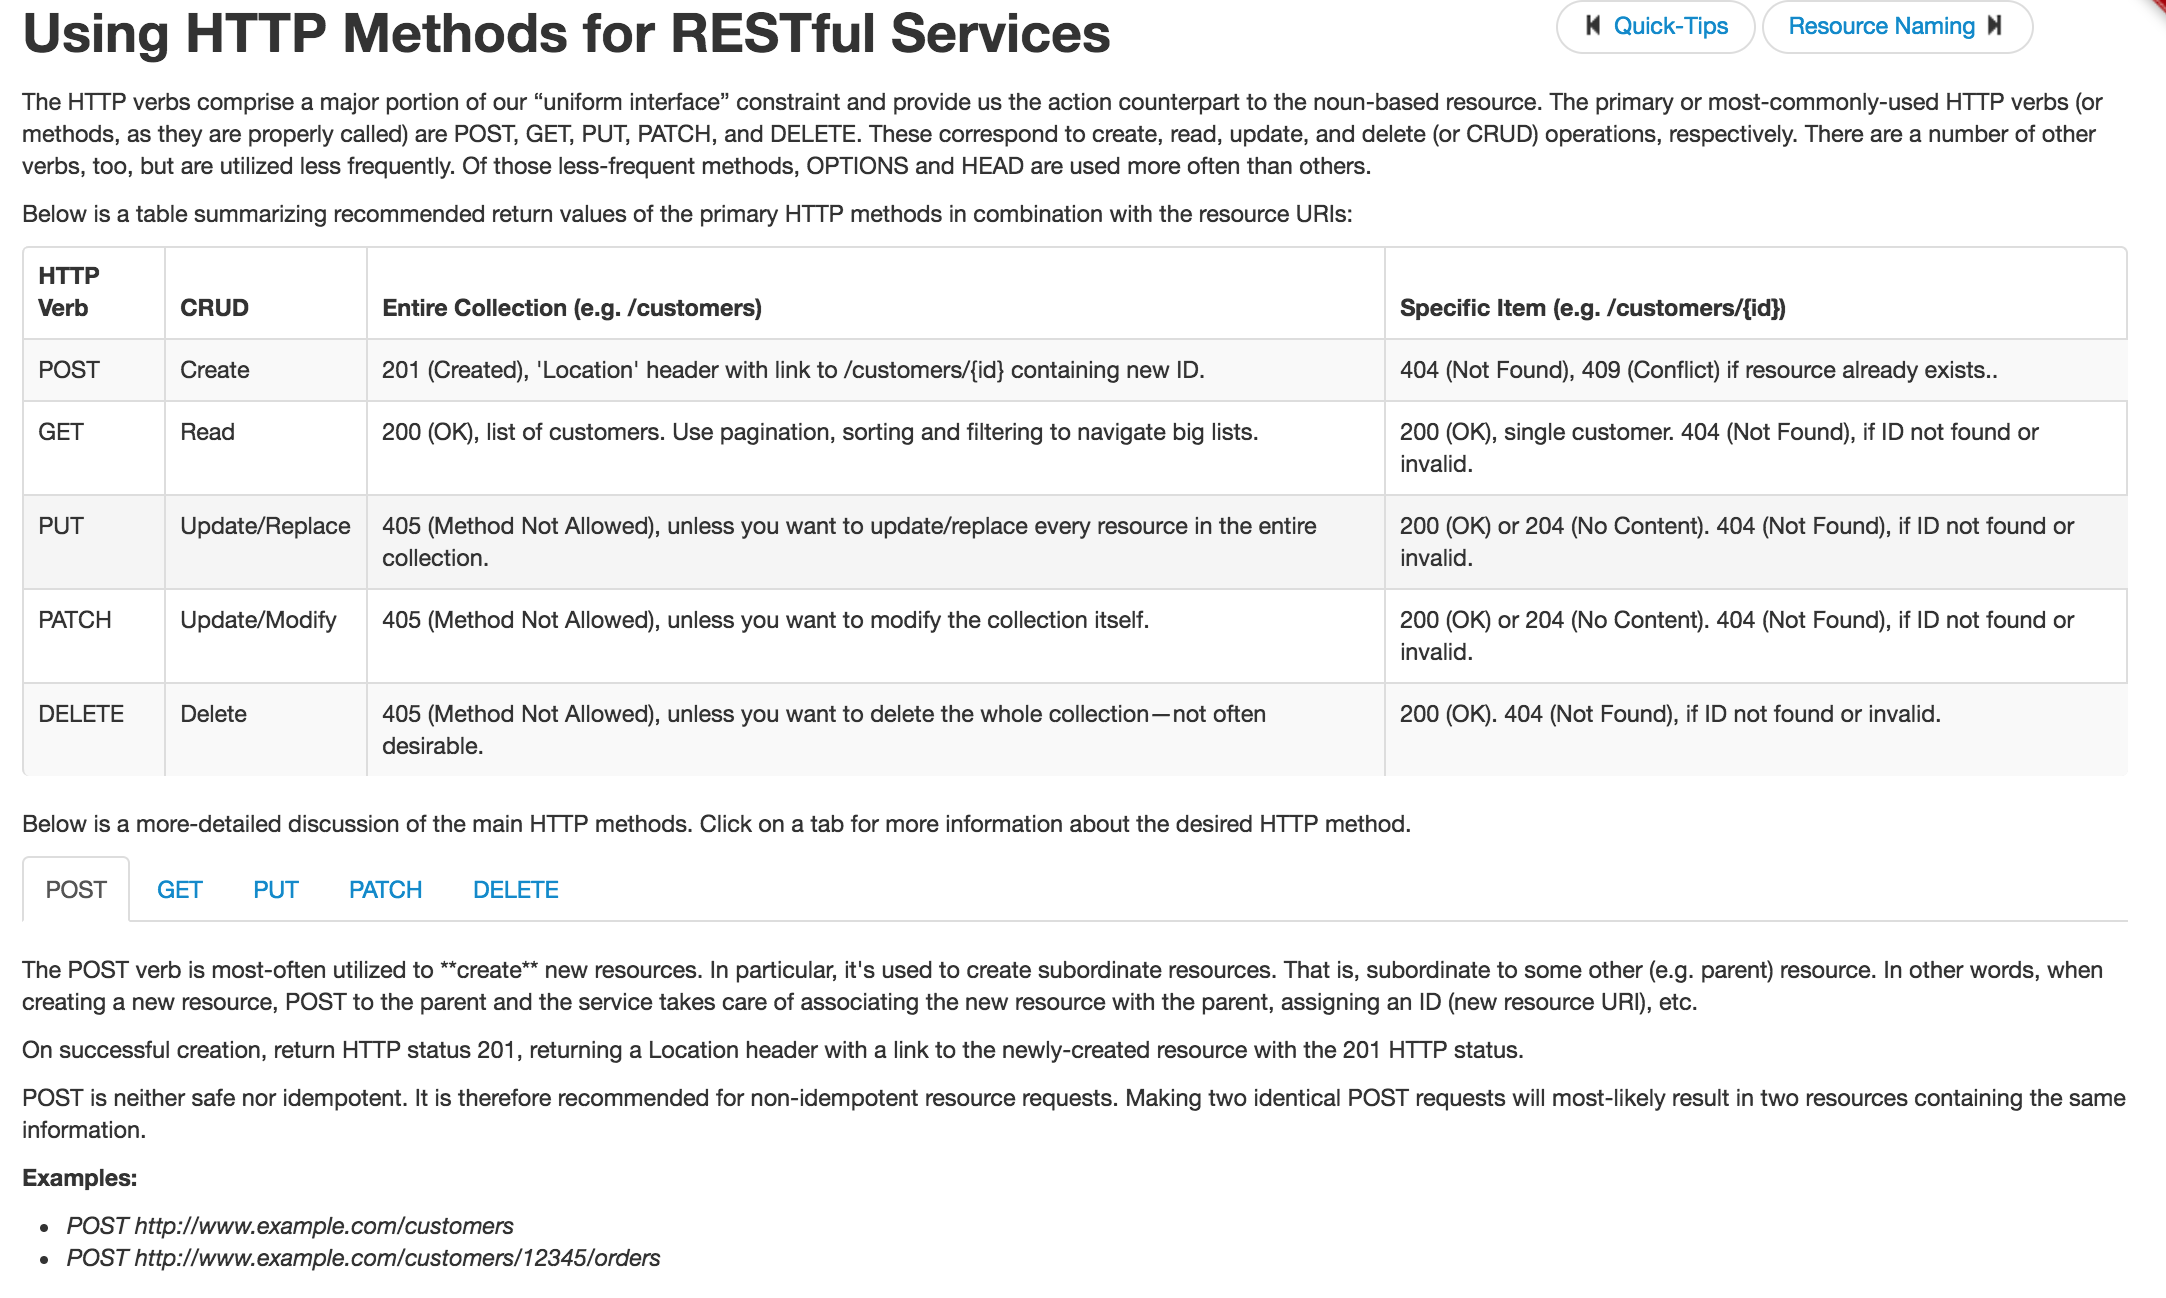 Using HTTP Methods for RESTful Services
Quick-Tips
Resource Naming
The HTTP verbs comprise a major portion of our “uniform interface” constraint and provide us the action counterpart to the noun-based resource. The primary or most-commonly-used HTTP verbs (or
methods, as they are properly called) are POST, GET, PUT, PATCH, and DELETE. These correspond to create, read, update, and delete (or CRUD) operations, respectively. There are a number of other
verbs, too, but are utilized less frequently. Of those less-frequent methods, OPTIONS and HEAD are used more often than others.
Below is a table summarizing recommended return values of the primary HTTP methods in combination with the resource URIs:
HTTP
Verb
CRUD
Entire Collection (e.g. /customers)
Specific Item (e.g. /customers/{id})
POST
Create
201 (Created), 'Location' header with link to /customers/{id} containing new ID.
404 (Not Found), 409 (Conflict) if resource already exists..
GET
Read
200 (OK), list of customers. Use pagination, sorting and filtering to navigate big lists.
200 (OK), single customer. 404 (Not Found), if ID not found or
invalid.
PUT
Update/Replace
405 (Method Not Allowed), unless you want to update/replace every resource in the entire
collection.
200 (OK) or 204 (No Content). 404 (Not Found), if ID not found or
invalid.
PATCH
Update/Modify
405 (Method Not Allowed), unless you want to modify the collection itself.
200 (OK) or 204 (No Content). 404 (Not Found), if ID not found or
invalid.
DELETE
Delete
405 (Method Not Allowed), unless you want to delete the whole collection—not often
desirable.
200 (OK). 404 (Not Found), if ID not found or invalid.
Below is a more-detailed discussion of the main HTTP methods. Click on a tab for more information about the desired HTTP method.
POST GET PUT PATCH DELETE
The POST verb is most-often utilized to **create** new resources. In particular, it's used to create subordinate resources. That is, subordinate to some other (e.g. parent) resource. In other words, when
creating a new resource, POST to the parent and the service takes care of associating the new resource with the parent, assigning an ID (new resource URI), etc.
On successful creation, return HTTP status 201, returning a Location header with a link to the newly-created resource with the 201 HTTP status.
POST is neither safe nor idempotent. It is therefore recommended for non-idempotent resource requests. Making two identical POST requests will most-likely result in two resources containing the same
information.
Examples:
• POST http://www.example.com/customers
• POST http://www.example.com/customers/12345/orders